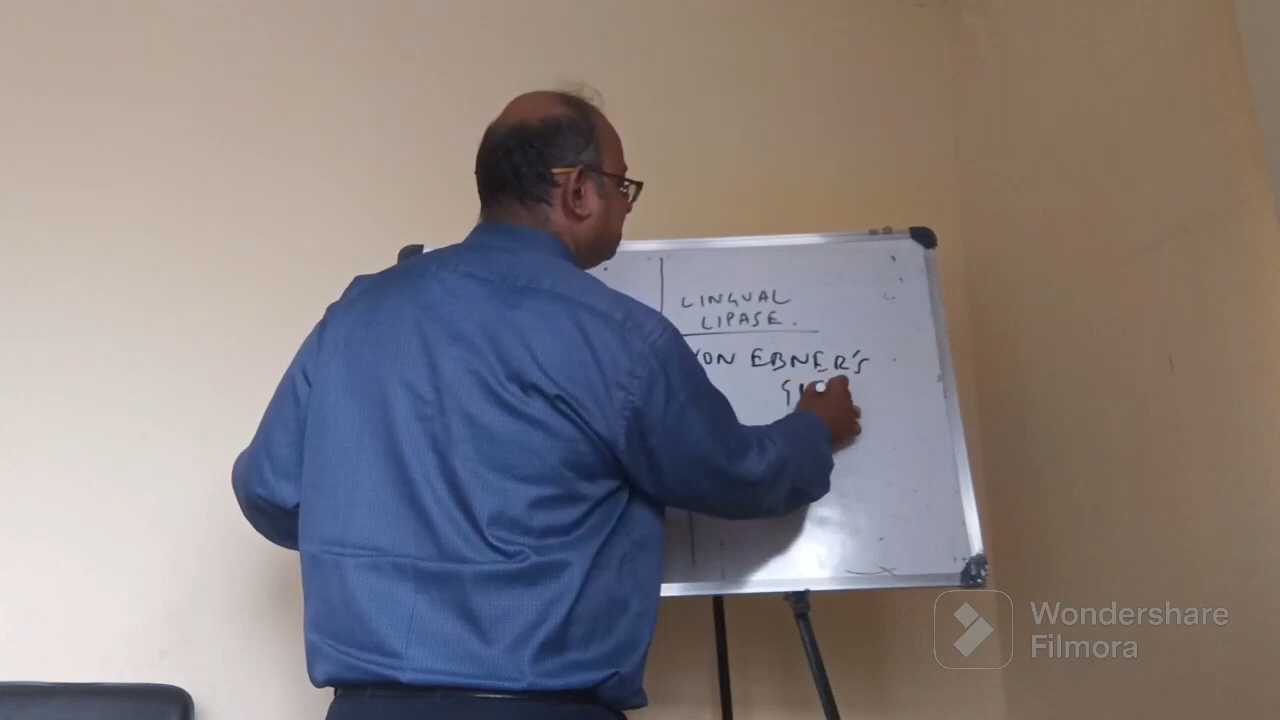 LINGUAL
LIPASE.
VON EBNER'S
Wondershare
Filmora